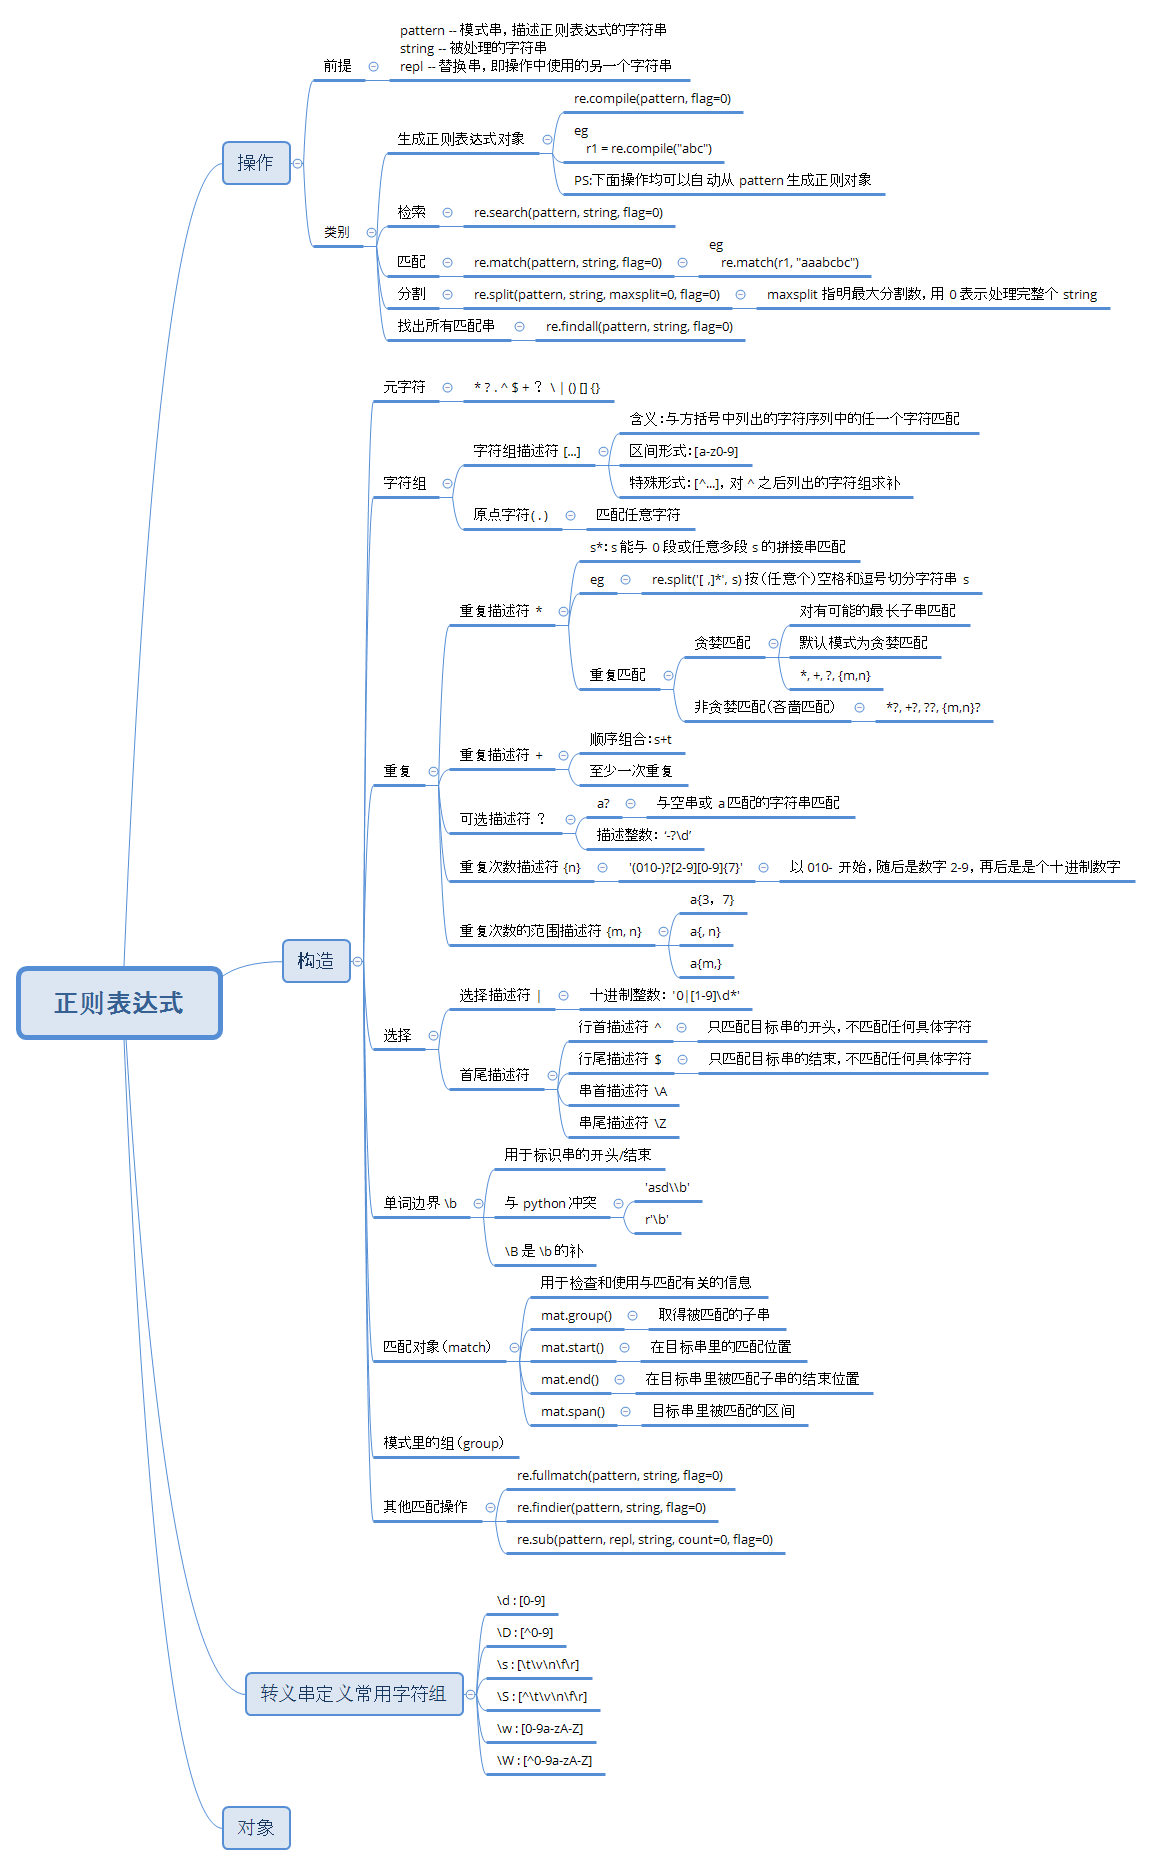 正则表达式
操作
前提
pattern -- 模式串，描述正则表达式的字符串
string -- 被处理的字符串
repl -- 替换串，即操作中使用的另一个字符串
类别
生成正则表达式对象
re.compile(pattern, flag=0)
eg
r1 = re.compile("abc")
PS:下面操作均可以自动从 pattern 生成正则对象
检索
re.search(pattern, string, flag=0)
匹配
re.match(pattern, string, flag=0)
eg
re.match(r1, "aaabcbc")
分割
re.split(pattern, string, maxsplit=0, flag=0)
maxsplit 指明最大分割数，用 0 表示处理完整个 string
找出所有匹配串
re.findall(pattern, string, flag=0)
构造
元字符
* ? . ^ $ + ？ \ | () [] {}
字符组
字符组描述符 [...]
含义：与方括号中列出的字符序列中的任一个字符匹配
区间形式：[a-z0-9]
特殊形式：[^...]，对 ^ 之后列出的字符组求补
原点字符( . )
匹配任意字符
重复
重复描述符 *
s*: s 能与 0 段或任意多段 s 的拼接串匹配
eg
re.split('[ ,]*', s) 按（任意个）空格和逗号切分字符串 s
重复匹配
贪婪匹配
对有可能的最长子串匹配
默认模式为贪婪匹配
*, +, ?, {m,n}
非贪婪匹配（吝啬匹配）
*?, +?, ??, {m,n}?
重复描述符 +
顺序组合：s+t
至少一次重复
可选描述符 ？
a?
与空串或 a 匹配的字符串匹配
描述整数： ‘-?\d’
重复次数描述符 {n}
'(010-)?[2-9][0-9]{7}'
以 010- 开始，随后是数字 2-9，再后是是个十进制数字
重复次数的范围描述符 {m, n}
a{3，7}
a{, n}
a{m,}
选择
选择描述符 |
十进制整数： '0|[1-9]\d*'
首尾描述符
行首描述符 ^
只匹配目标串的开头，不匹配任何具体字符
行尾描述符 $
只匹配目标串的结束，不匹配任何具体字符
串首描述符 \A
串尾描述符 \Z
单词边界 \b
用于标识串的开头/结束
与 python 冲突
'asd\\b'
r'\b'
\B 是 \b 的补
匹配对象（match）
用于检查和使用与匹配有关的信息
mat.group()
取得被匹配的子串
mat.start()
在目标串里的匹配位置
mat.end()
在目标串里被匹配子串的结束位置
mat.span()
目标串里被匹配的区间
模式里的组（group）
其他匹配操作
re.fullmatch(pattern, string, flag=0)
re.findier(pattern, string, flag=0)
re.sub(pattern, repl, string, count=0, flag=0)
转义串定义常用字符组
\d : [0-9]
\D : [^0-9]
\s : [\t\v\n\f\r]
\S : [^\t\v\n\f\r]
\w : [0-9a-zA-Z]
\W : [^0-9a-zA-Z]
对象